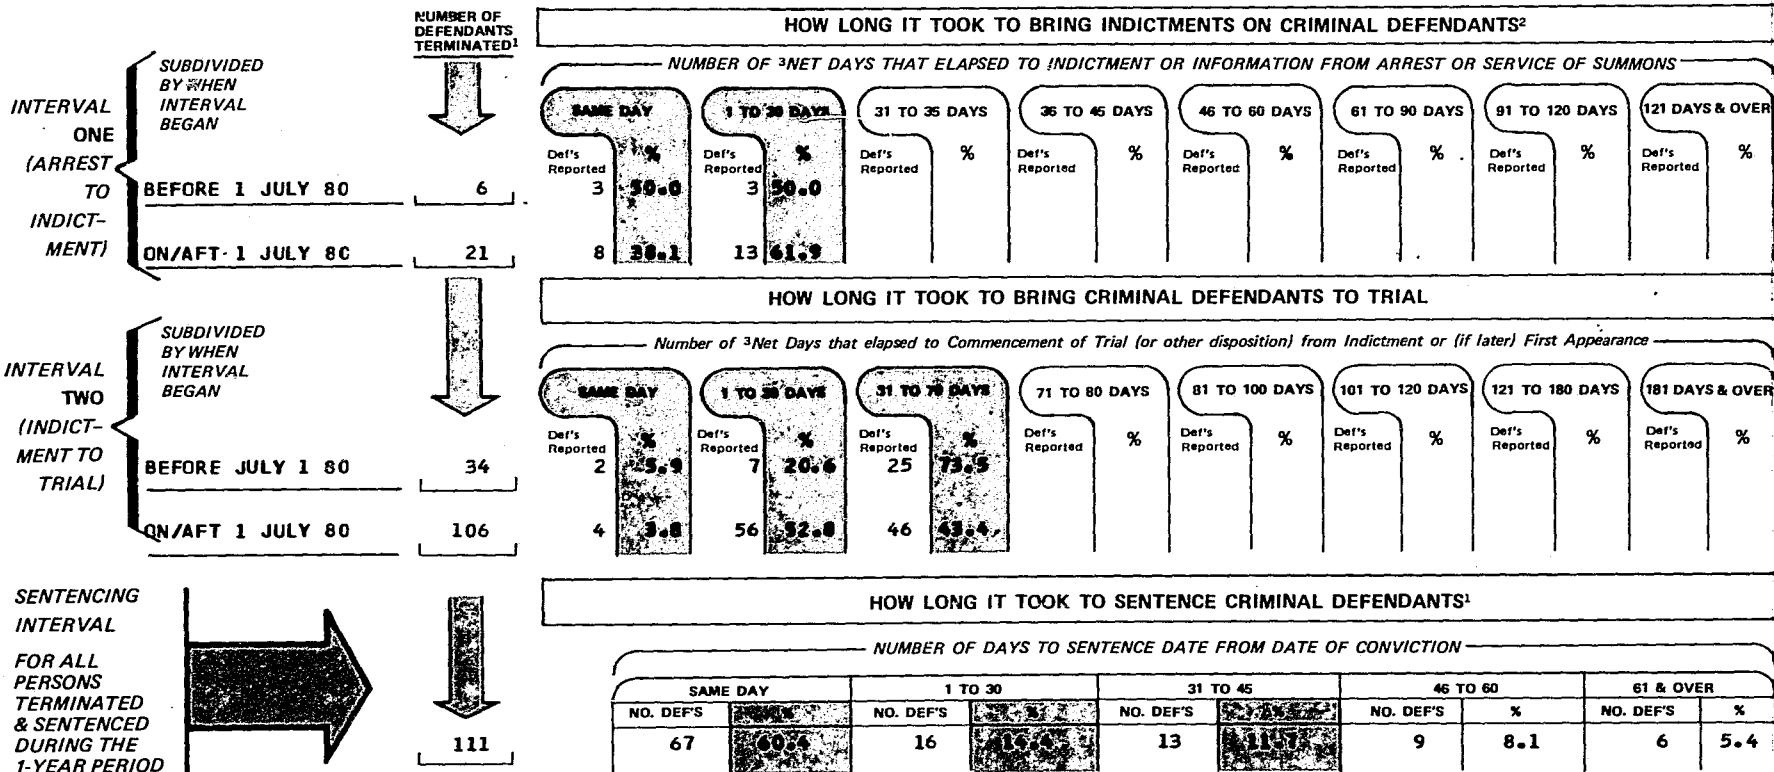 NUMBER OF
DEFENDANTS
TERMINATED¹
HOW LONG IT TOOK TO BRING INDICTMENTS ON CRIMINAL DEFENDANTS²
NUMBER OF ³NET DAYS THAT ELAPSED TO INDICTMENT OR INFORMATION FROM ARREST OR SERVICE OF SUMMONS
INTERVAL
ONE
(ARREST
TO
INDICT-
MENT)
SUBDIVIDED
BY WHEN
INTERVAL
BEGAN
SAME DAY 1 TO 30 DAYS 31 TO 35 DAYS 36 TO 45 DAYS 46 TO 60 DAYS 61 TO 90 DAYS 91 TO 120 DAYS 121 DAYS & OVER
Def's Reported % Def's Reported % Def's Reported % Def's Reported % Def's Reported % Def's Reported % Def's Reported % Def's Reported %
BEFORE 1 JULY 80 6 3 50.0 3 50.0
ON/AFT 1 JULY 80 21 8 38.1 13 61.9
HOW LONG IT TOOK TO BRING CRIMINAL DEFENDANTS TO TRIAL
Number of ³Net Days that elapsed to Commencement of Trial (or other disposition) from Indictment or (if later) First Appearance
INTERVAL
TWO
(INDICT-
MENT TO
TRIAL)
SUBDIVIDED
BY WHEN
INTERVAL
BEGAN
SAME DAY 1 TO 30 DAYS 31 TO 70 DAYS 71 TO 80 DAYS 81 TO 100 DAYS 101 TO 120 DAYS 121 TO 180 DAYS 181 DAYS & OVER
Def's Reported % Def's Reported % Def's Reported % Def's Reported % Def's Reported % Def's Reported % Def's Reported % Def's Reported %
BEFORE JULY 1 80 34 2 5.9 7 20.6 25 73.5
ON/AFT 1 JULY 80 106 4 3.8 56 52.8 46 43.4
HOW LONG IT TOOK TO SENTENCE CRIMINAL DEFENDANTS¹
NUMBER OF DAYS TO SENTENCE DATE FROM DATE OF CONVICTION
SENTENCING
INTERVAL
FOR ALL
PERSONS
TERMINATED
& SENTENCED
DURING THE
1-YEAR PERIOD
SAME DAY 1 TO 30 31 TO 45 46 TO 60 61 & OVER
NO. DEF'S % NO. DEF'S % NO. DEF'S % NO. DEF'S % NO. DEF'S %
111 67 60.4 16 14.4 13 11.7 9 8.1 6 5.4